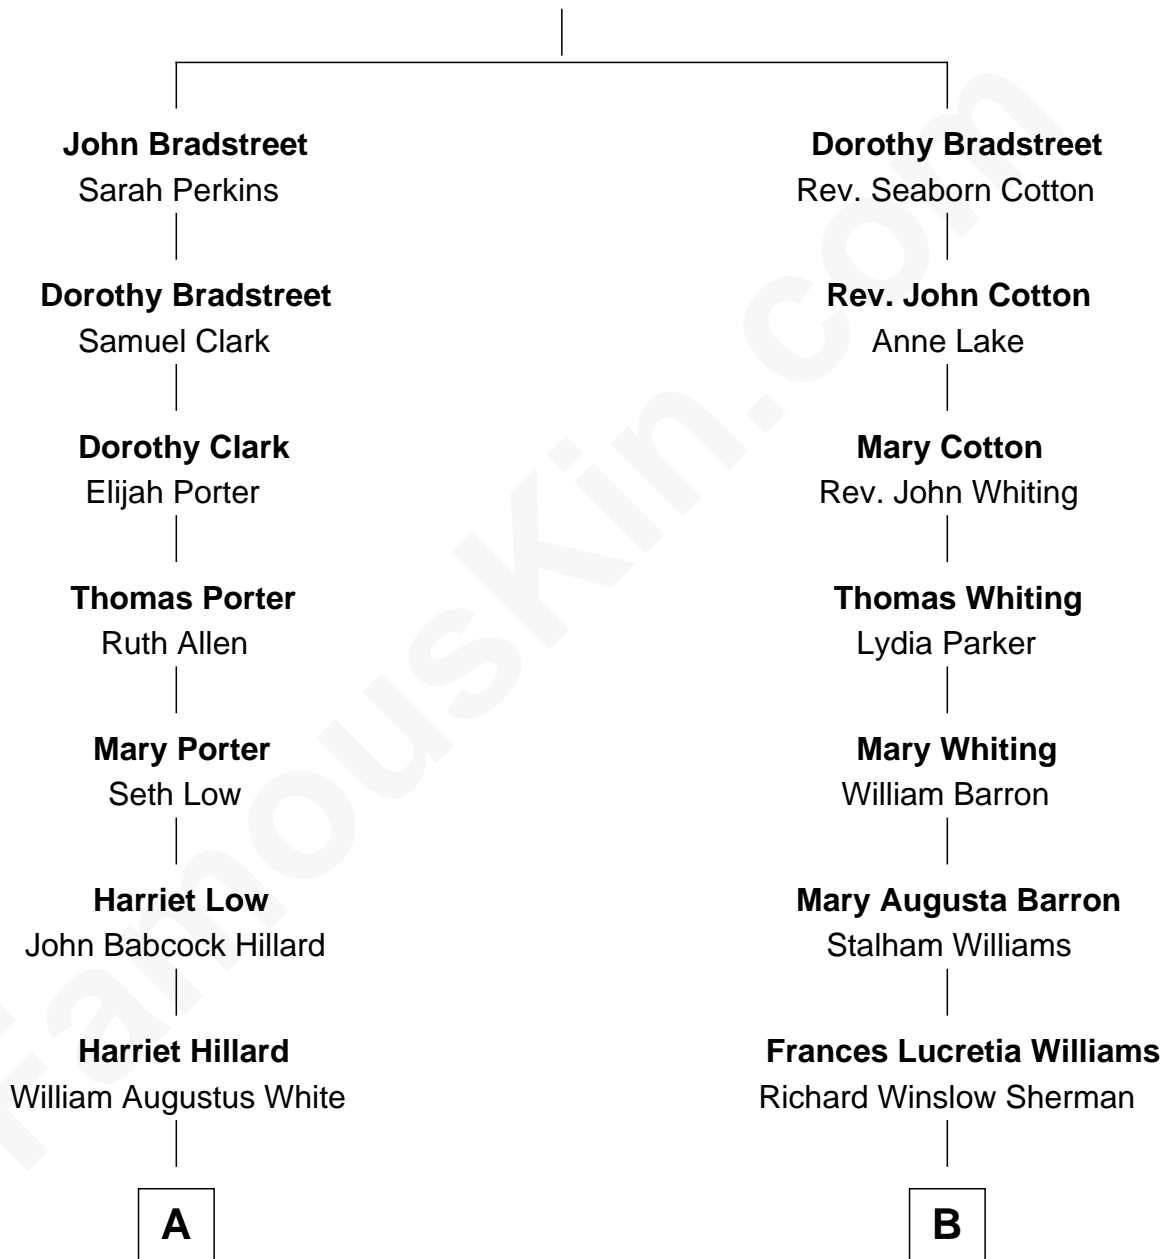 John Bradstreet
Sarah Perkins
Dorothy Bradstreet
Samuel Clark
Dorothy Clark
Elijah Porter
Thomas Porter
Ruth Allen
Mary Porter
Seth Low
Harriet Low
John Babcock Hillard
Harriet Hillard
William Augustus White
A
Dorothy Bradstreet
Rev. Seaborn Cotton
Rev. John Cotton
Anne Lake
Mary Cotton
Rev. John Whiting
Thomas Whiting
Lydia Parker
Mary Whiting
William Barron
Mary Augusta Barron
Stalham Williams
Frances Lucretia Williams
Richard Winslow Sherman
B
FamousKin.com